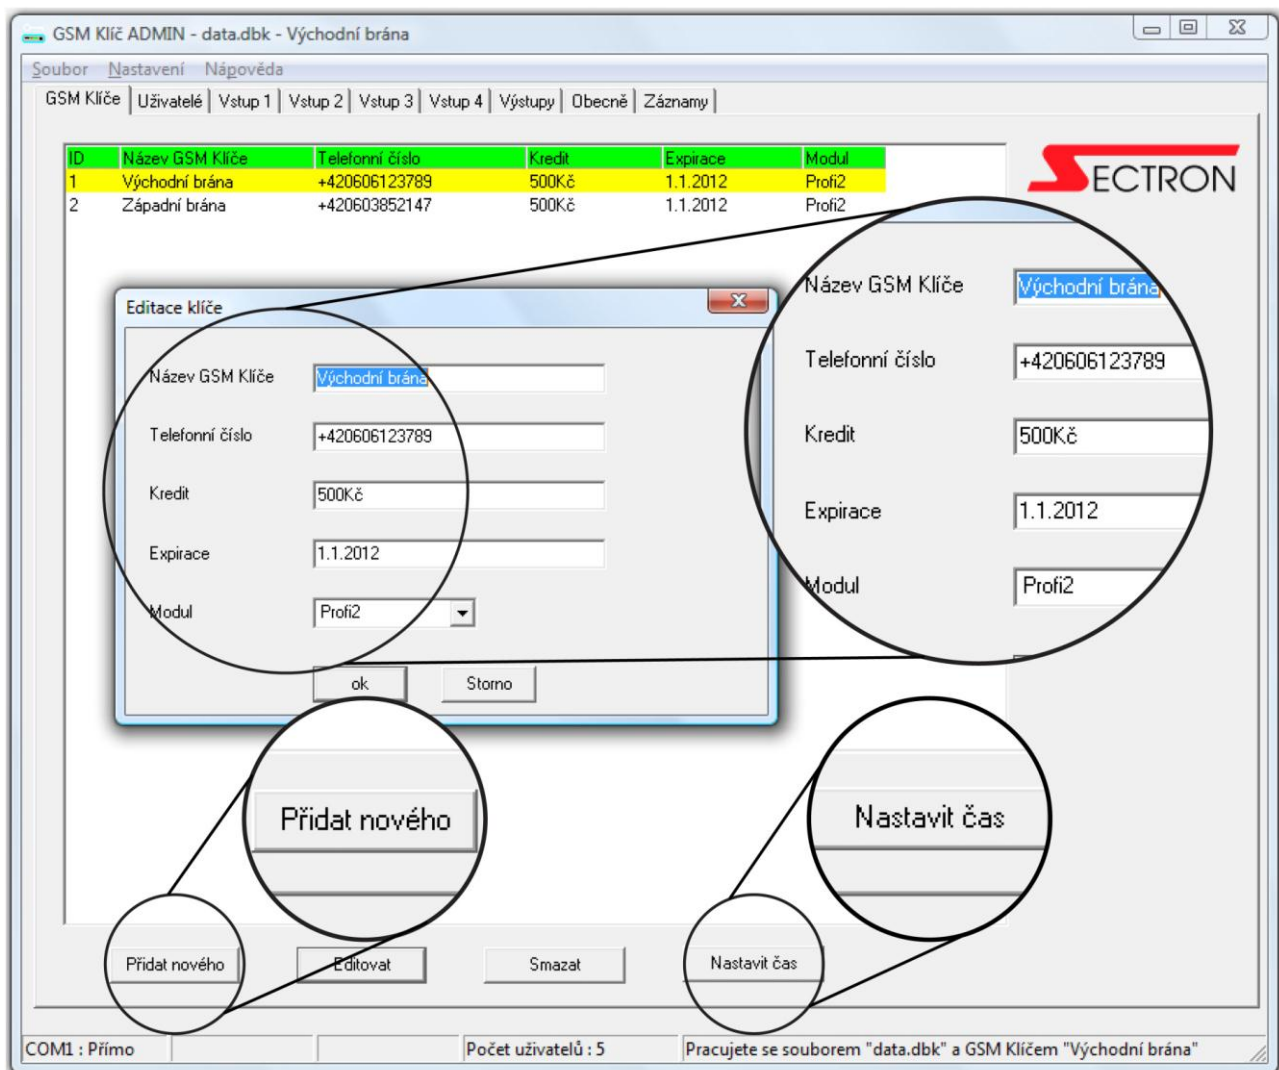 GSM Klíč ADMIN - data.dbk - Východní brána
Soubor Nastavení Nápověda
GSM Klíče Uživatelé Vstup 1 Vstup 2 Vstup 3 Vstup 4 Výstupy Obecně Záznamy
ID Název GSM Klíče Telefonní číslo Kredit Expirace Modul
1 Východní brána +420606123789 500Kč 1.1.2012 Profi2
2 Západní brána +420603852147 500Kč 1.1.2012 Profi2
SECTRON
Editace klíče
Název GSM Klíče Východní brána
Telefonní číslo +420606123789
Kredit 500Kč
Expirace 1.1.2012
Modul Profi2
ok Storno
Název GSM Klíče Východní brána
Telefonní číslo +420606123789
Kredit 500Kč
Expirace 1.1.2012
Modul Profi2
Přidat nového
Nastavit čas
Přidat nového Editovat Smazat Nastavit čas
COM1 : Přímo Počet uživatelů : 5 Pracujete se souborem "data.dbk" a GSM Klíčem "Východní brána"